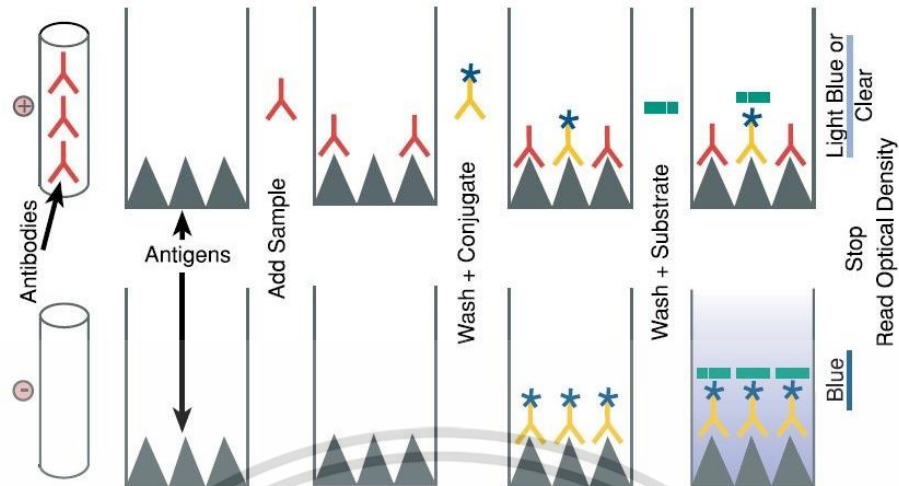 +
Antibodies
Antigens
Add Sample
Wash + Conjugate
Wash + Substrate
Light Blue or
Clear
Stop
Read Optical Density
-
Blue